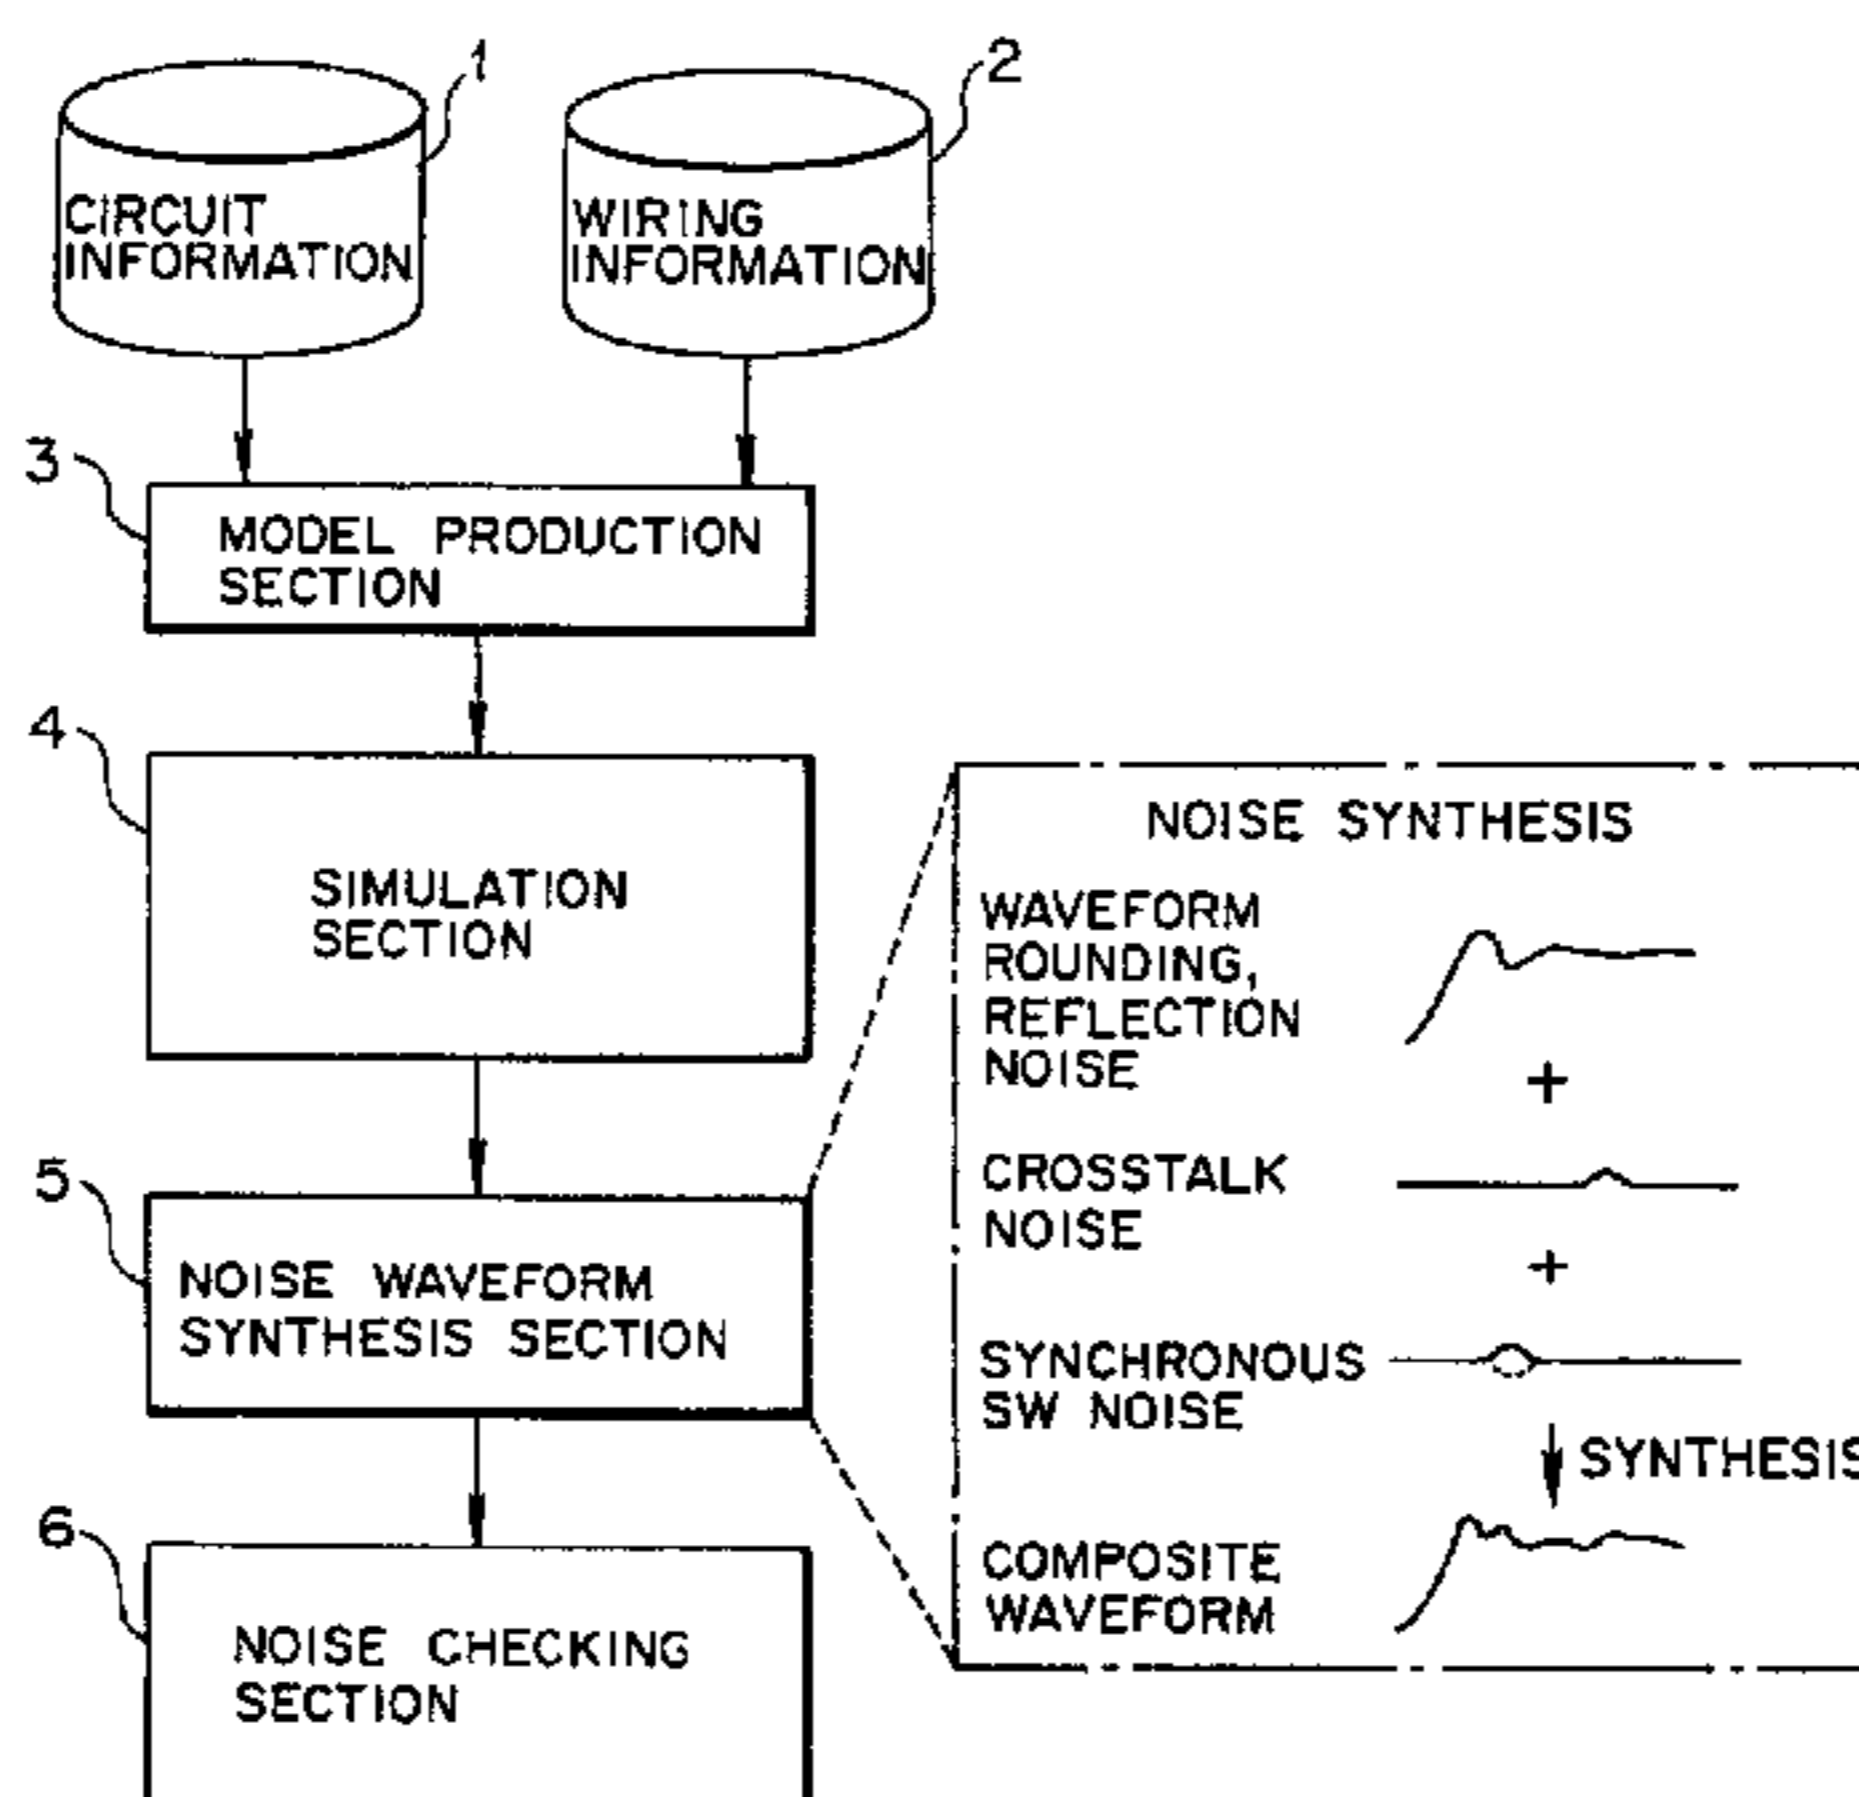 1
2
CIRCUIT
INFORMATION
WIRING
INFORMATION
3
MODEL PRODUCTION
SECTION
4
SIMULATION
SECTION
5
NOISE WAVEFORM
SYNTHESIS SECTION
6
NOISE CHECKING
SECTION
NOISE SYNTHESIS
WAVEFORM
ROUNDING,
REFLECTION
NOISE
+
CROSSTALK
NOISE
+
SYNCHRONOUS
SW NOISE
SYNTHESIS
COMPOSITE
WAVEFORM